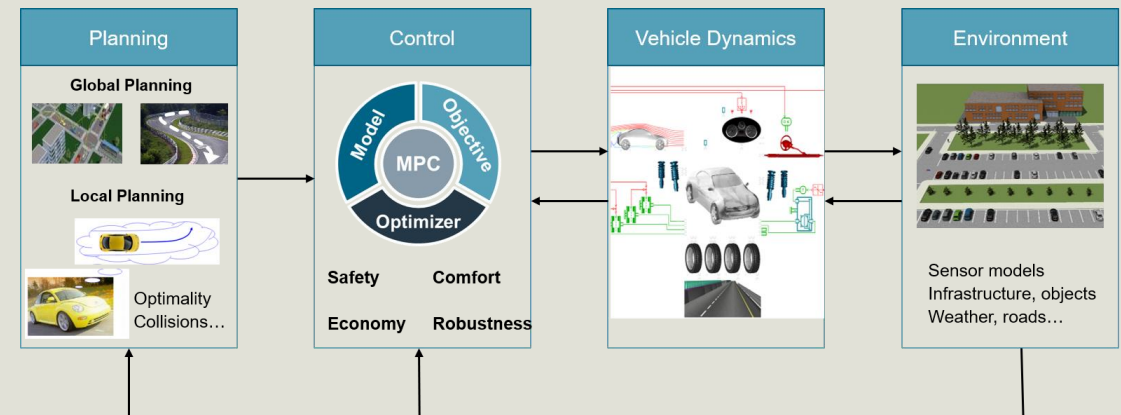 Planning
Global Planning
Local Planning
Optimality
Collisions…
Control
Model
Objective
MPC
Optimizer
Safety Comfort
Economy Robustness
Vehicle Dynamics
Environment
Sensor models
Infrastructure, objects
Weather, roads…